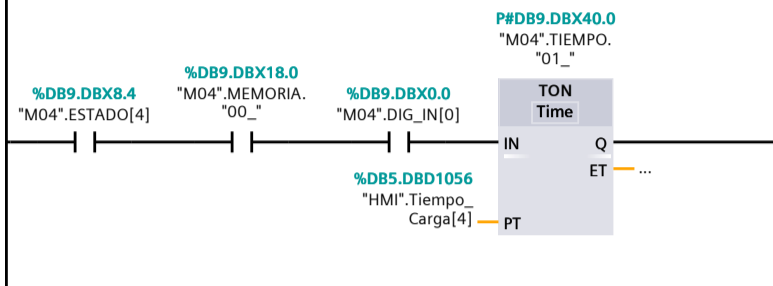 P#DB9.DBX40.0
"M04".TIEMPO.
"01_"
%DB9.DBX8.4
"M04".ESTADO[4]
%DB9.DBX18.0
"M04".MEMORIA.
"00_"
%DB9.DBX0.0
"M04".DIG_IN[0]
TON
Time
IN
Q
ET
...
%DB5.DBD1056
"HMI".Tiempo_
Carga[4]
PT